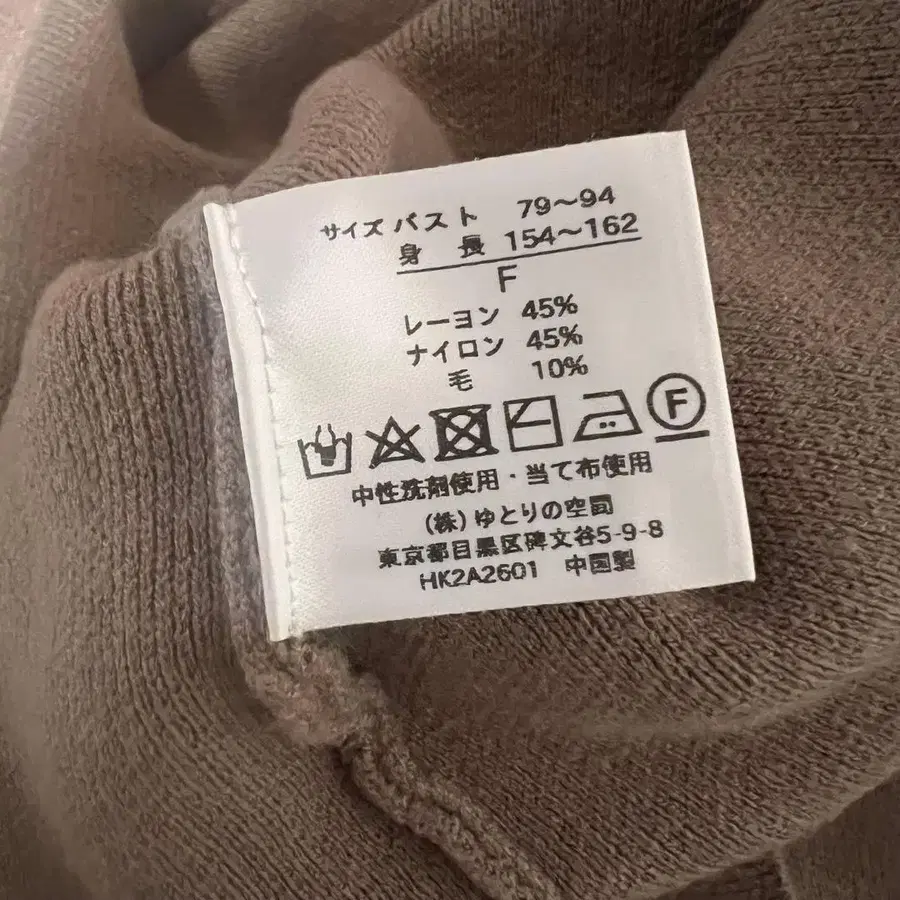 サイズ バスト 79〜94
身長 154〜162
F
レーヨン 45%
ナイロン 45%
毛 10%
F
中性洗剤使用・当て布使用
(株)ゆとりの空間
東京都目黒区碑文谷5-9-8
HK2A2601 中国製